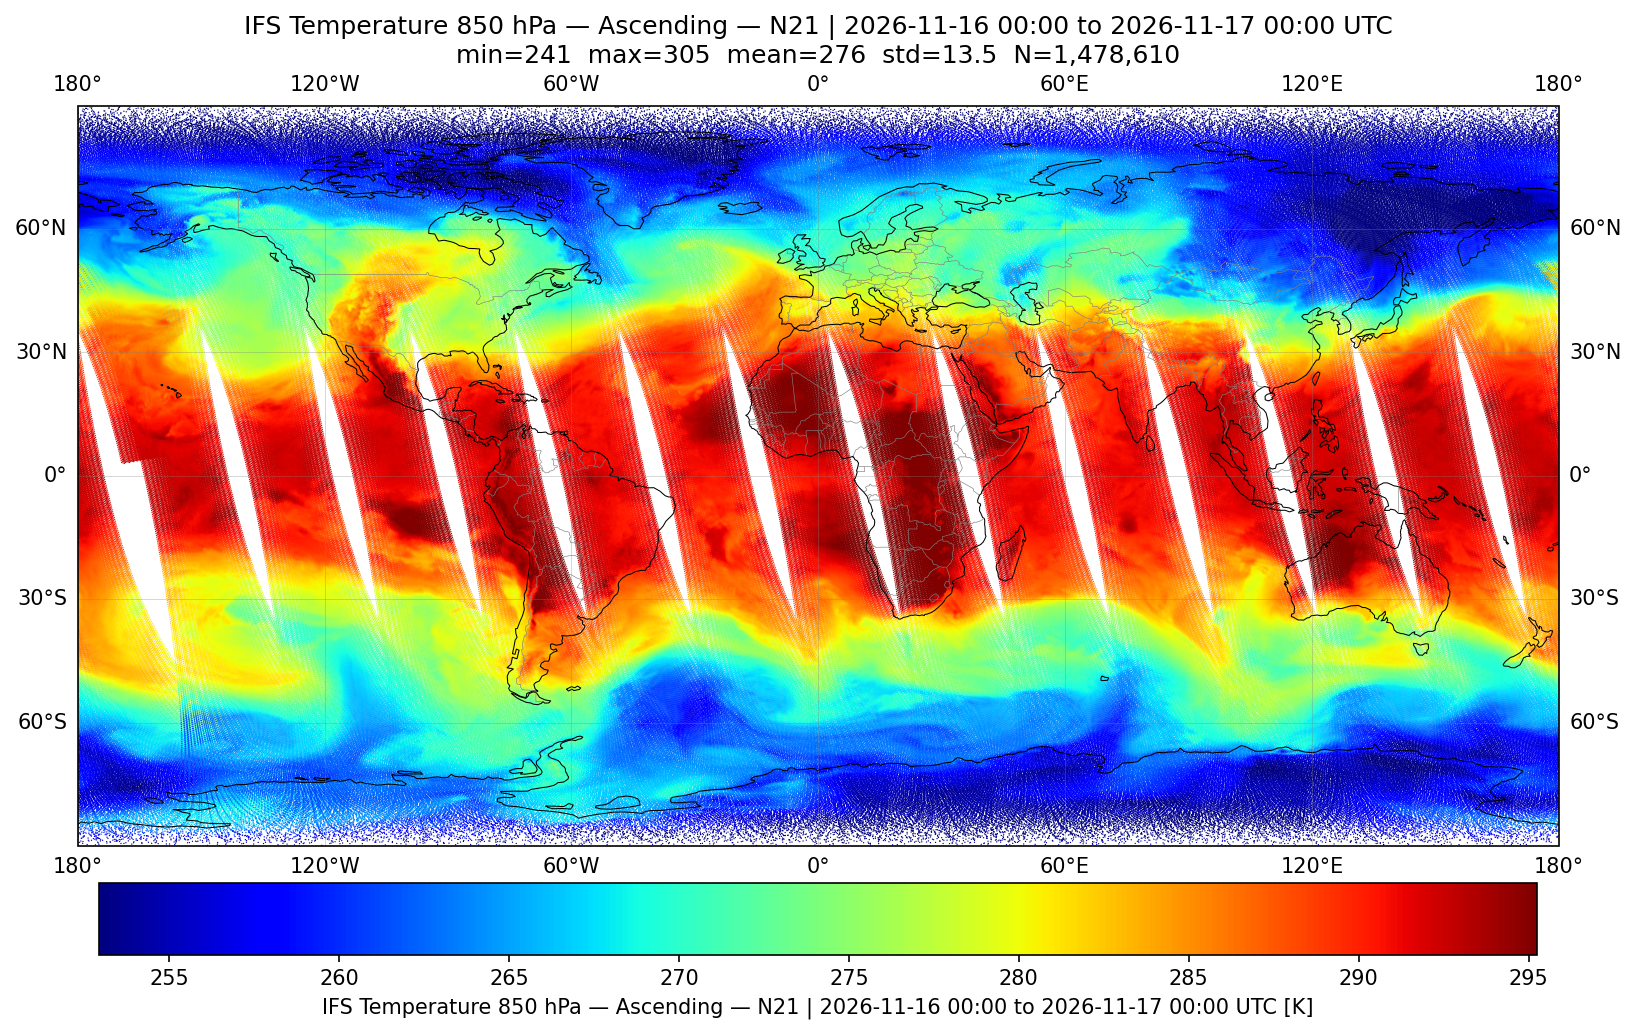 IFS Temperature 850 hPa — Ascending — N21 | 2026-11-16 00:00 to 2026-11-17 00:00 UTC
min=241  max=305  mean=276  std=13.5  N=1,478,610
180° 120°W 60°W 0° 60°E 120°E 180°
60°N 60°N
30°N 30°N
0° 0°
30°S 30°S
60°S 60°S
180° 120°W 60°W 0° 60°E 120°E 180°
255 260 265 270 275 280 285 290 295
IFS Temperature 850 hPa — Ascending — N21 | 2026-11-16 00:00 to 2026-11-17 00:00 UTC [K]